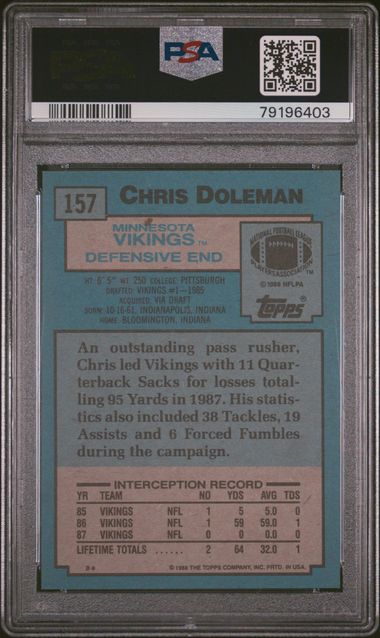 PSA
PSA
79196403
157 CHRIS DOLEMAN
MINNESOTA
VIKINGS™
DEFENSIVE END
NATIONAL FOOTBALL LEAGUE
PLAYERS ASSOCIATION
™
© 1988 NFLPA
topps®
HT: 6' 5" WT: 250 COLLEGE: PITTSBURGH
DRAFTED: VIKINGS #1—1985
ACQUIRED: VIA DRAFT
BORN: 10-16-61, INDIANAPOLIS, INDIANA
HOME: BLOOMINGTON, INDIANA
An outstanding pass rusher,
Chris led Vikings with 11 Quar-
terback Sacks for losses total-
ling 95 Yards in 1987. His statis-
tics also included 38 Tackles, 19
Assists and 6 Forced Fumbles
during the campaign.
INTERCEPTION RECORD
YR TEAM NO YDS AVG TDS
85 VIKINGS NFL 1 5 5.0 0
86 VIKINGS NFL 1 59 59.0 1
87 VIKINGS NFL 0 0 0.0 0
LIFETIME TOTALS ...... 2 64 32.0 1
© 1988 THE TOPPS COMPANY, INC. PRTD. IN USA.